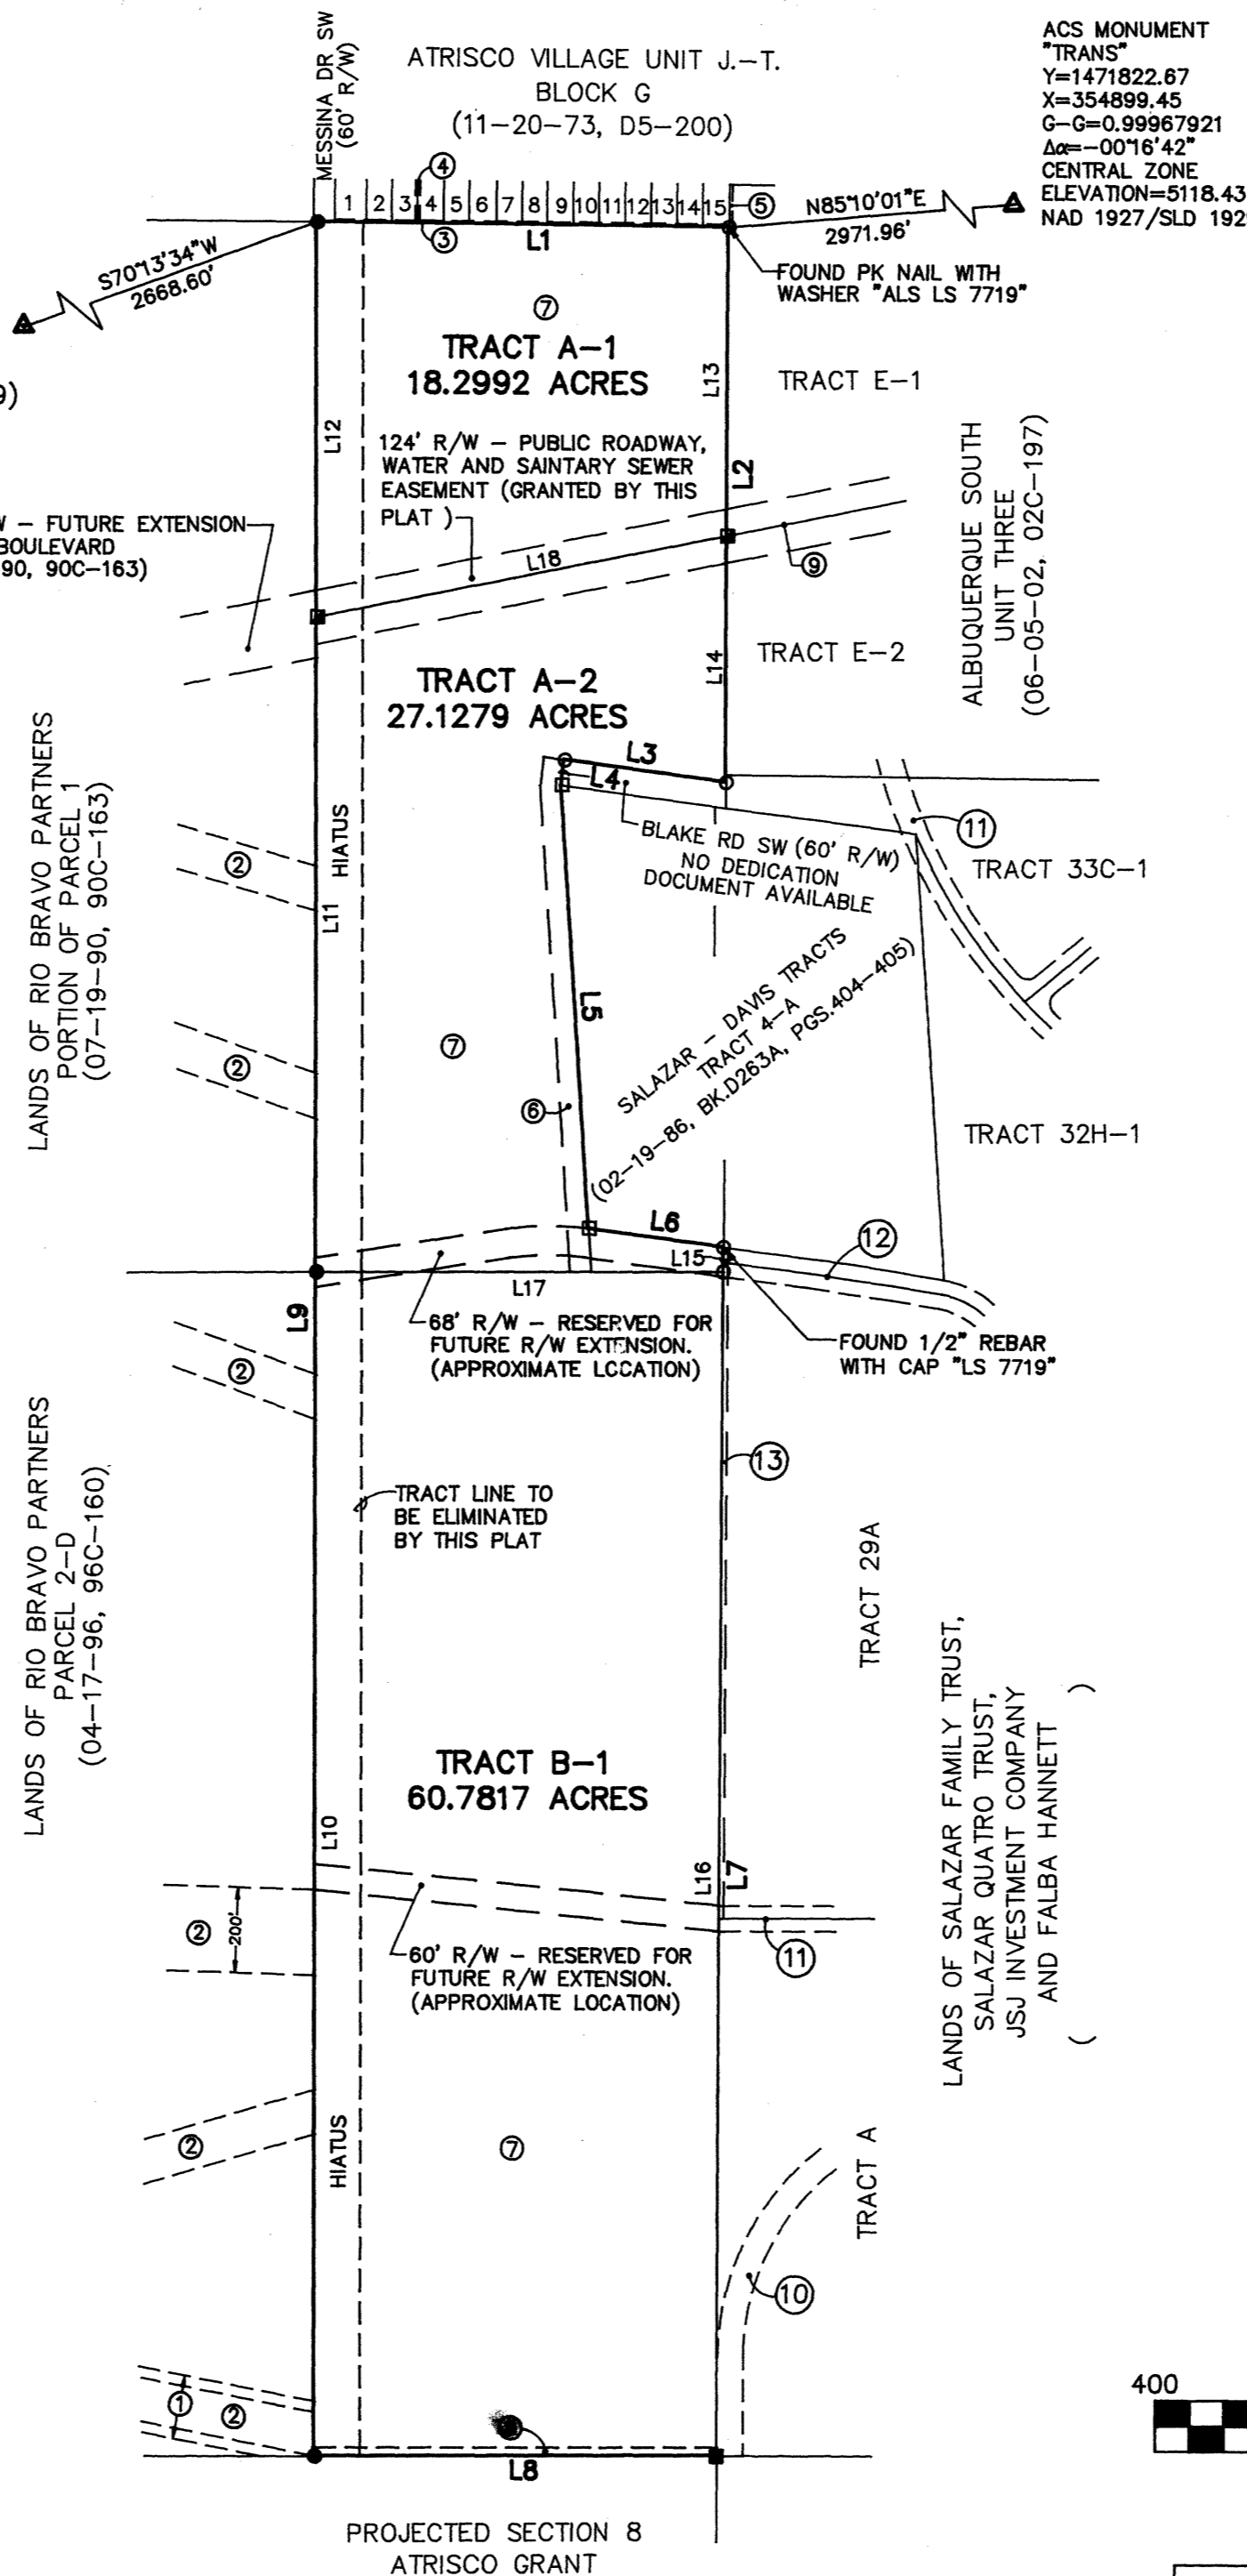 MESSINA DR SW
(60' R/W)
ATRISCO VILLAGE UNIT J.-T.
BLOCK G
(11-20-73, D5-200)
ACS MONUMENT
"TRANS"
Y=1471822.67
X=354899.45
G-G=0.99967921
Δα=-00°16'42"
CENTRAL ZONE
ELEVATION=5118.43
NAD 1927/SLD 192
4
1 2 3 4 5 6 7 8 9 10 11 12 13 14 15
5
N85°10'01"E
2971.96'
3
L1
S70°13'34"W
2668.60'
FOUND PK NAIL WITH
WASHER "ALS LS 7719"
7
TRACT A-1
18.2992 ACRES
L13
TRACT E-1
9)
L12
124' R/W - PUBLIC ROADWAY,
WATER AND SAINTARY SEWER
EASEMENT (GRANTED BY THIS
PLAT )
L2
ALBUQUERQUE SOUTH
UNIT THREE
(06-05-02, 02C-197)
- FUTURE EXTENSION
BOULEVARD
90, 90C-163)
L18
9
L14
TRACT E-2
TRACT A-2
27.1279 ACRES
L3
L4
BLAKE RD SW (60' R/W)
NO DEDICATION
DOCUMENT AVAILABLE
11
TRACT 33C-1
LANDS OF RIO BRAVO PARTNERS
PORTION OF PARCEL 1
(07-19-90, 90C-163)
2
HIATUS
L11
2
L5
7
6
SALAZAR - DAVIS TRACTS
TRACT 4-A
(02-19-86, BK.D263A, PGS.404-405)
TRACT 32H-1
L6
L15
12
L17
L9
68' R/W - RESERVED FOR
FUTURE R/W EXTENSION.
(APPROXIMATE LOCATION)
FOUND 1/2" REBAR
WITH CAP "LS 7719"
2
13
LANDS OF RIO BRAVO PARTNERS
PARCEL 2-D
(04-17-96, 96C-160)
TRACT LINE TO
BE ELIMINATED
BY THIS PLAT
TRACT 29A
TRACT B-1
60.7817 ACRES
L10
L16
L7
LANDS OF SALAZAR FAMILY TRUST,
SALAZAR QUATRO TRUST,
JSJ INVESTMENT COMPANY
AND FALBA HANNETT
( )
2
200'
60' R/W - RESERVED FOR
FUTURE R/W EXTENSION.
(APPROXIMATE LOCATION)
11
2
HIATUS
7
TRACT A
10
1
2
L8
400
PROJECTED SECTION 8
ATRISCO GRANT